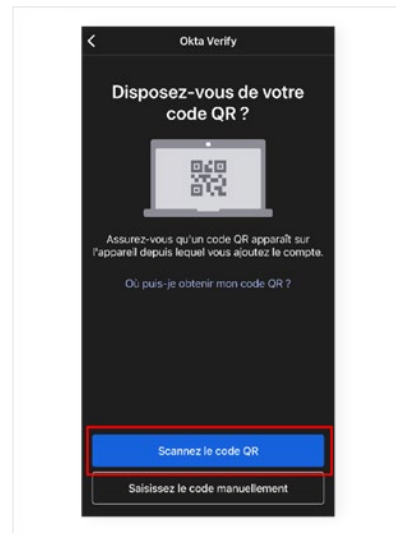 Okta Verify
Disposez-vous de votre
code QR ?
Assurez-vous qu'un code QR apparaît sur
l'appareil depuis lequel vous ajoutez le compte.
Où puis-je obtenir mon code QR ?
Scannez le code QR
Saisissez le code manuellement